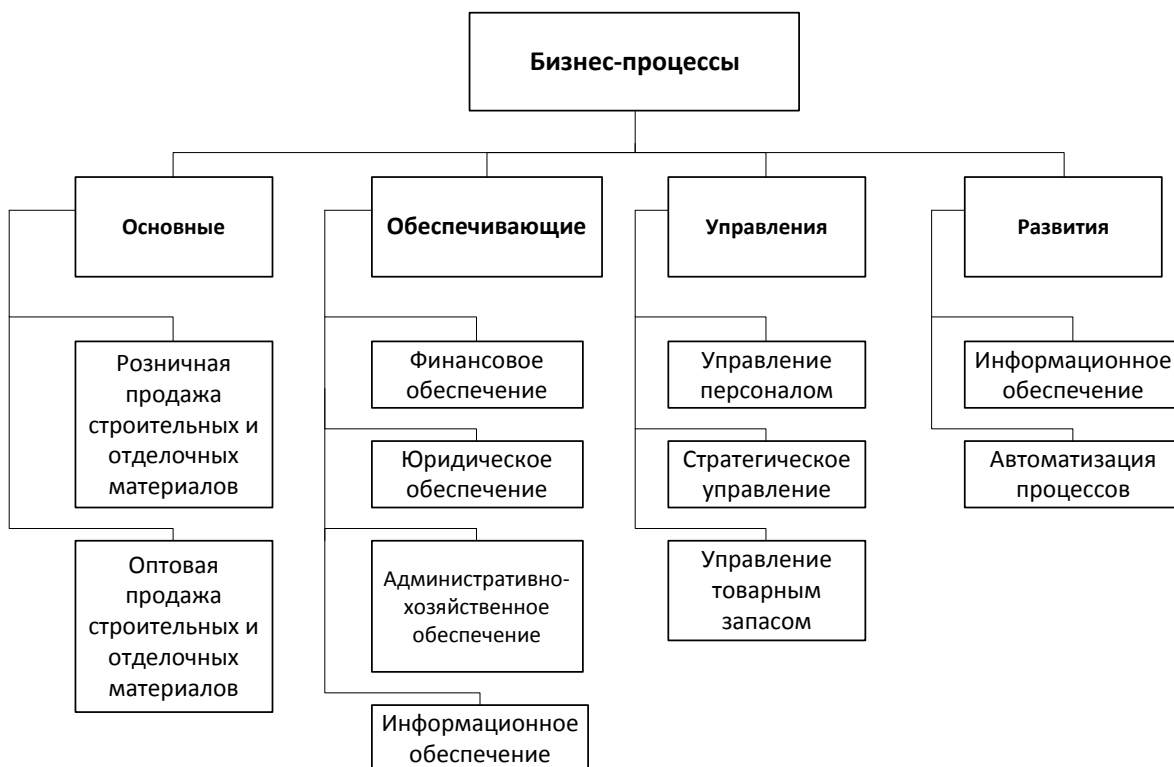 Бизнес-процессы
Основные
Обеспечивающие
Управления
Развития
Розничная
продажа
строительных и
отделочных
материалов
Оптовая
продажа
строительных и
отделочных
материалов
Финансовое
обеспечение
Юридическое
обеспечение
Административно-
хозяйственное
обеспечение
Информационное
обеспечение
Управление
персоналом
Стратегическое
управление
Управление
товарным
запасом
Информационное
обеспечение
Автоматизация
процессов